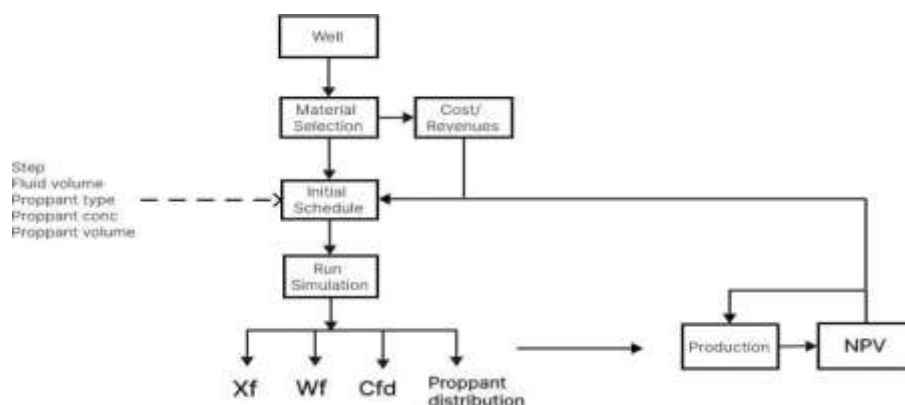 Well
Material
Selection
Cost/
Revenues
Step
Fluid volume
Proppant type
Proppant conc
Proppant volume
Initial
Schedule
Run
Simulation
Production
NPV
Xf
Wf
Cfd
Proppant
distribution